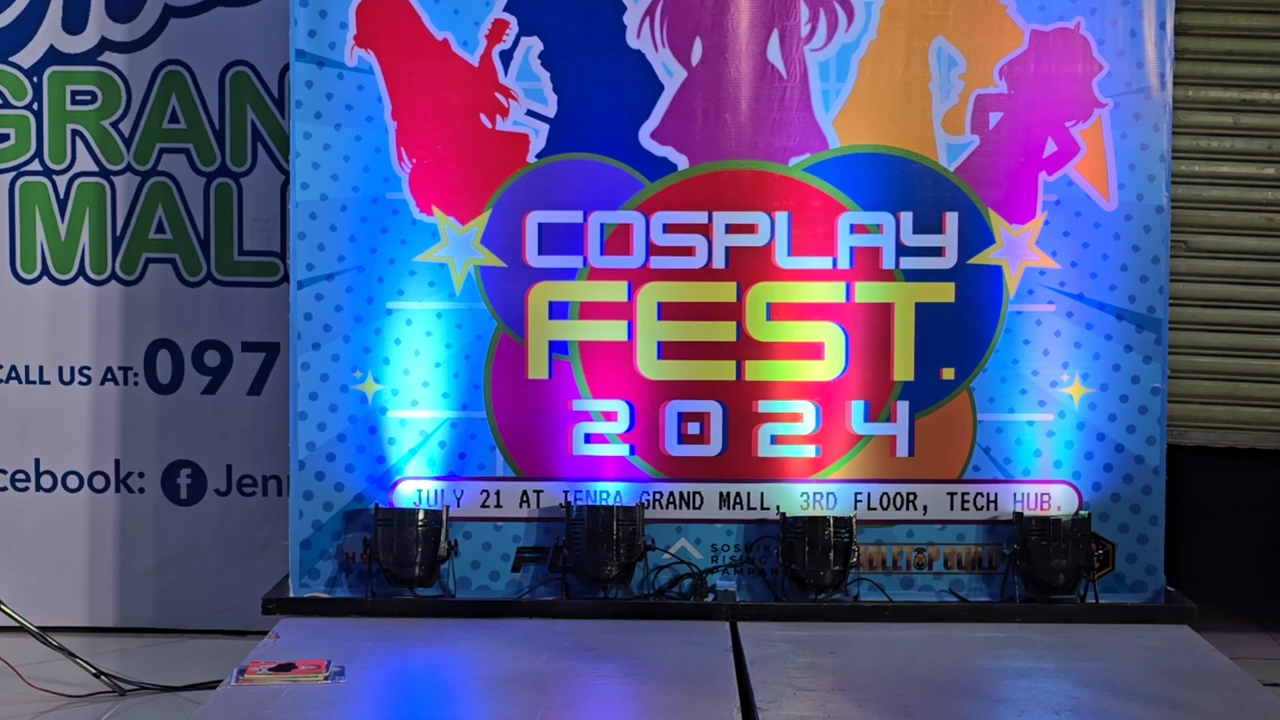 GRAN
MALL
CALL US AT: 097
cebook: Jen
COSPLAY
FEST.
2024
JULY 21 AT JENRA GRAND MALL, 3RD FLOOR, TECH HUB.
RISING